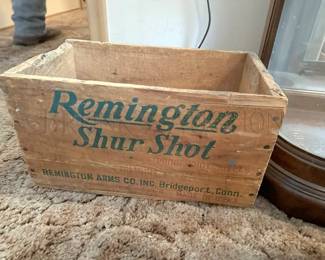 Remington
Shur Shot
REMINGTON ARMS CO. INC. Bridgeport, Conn.